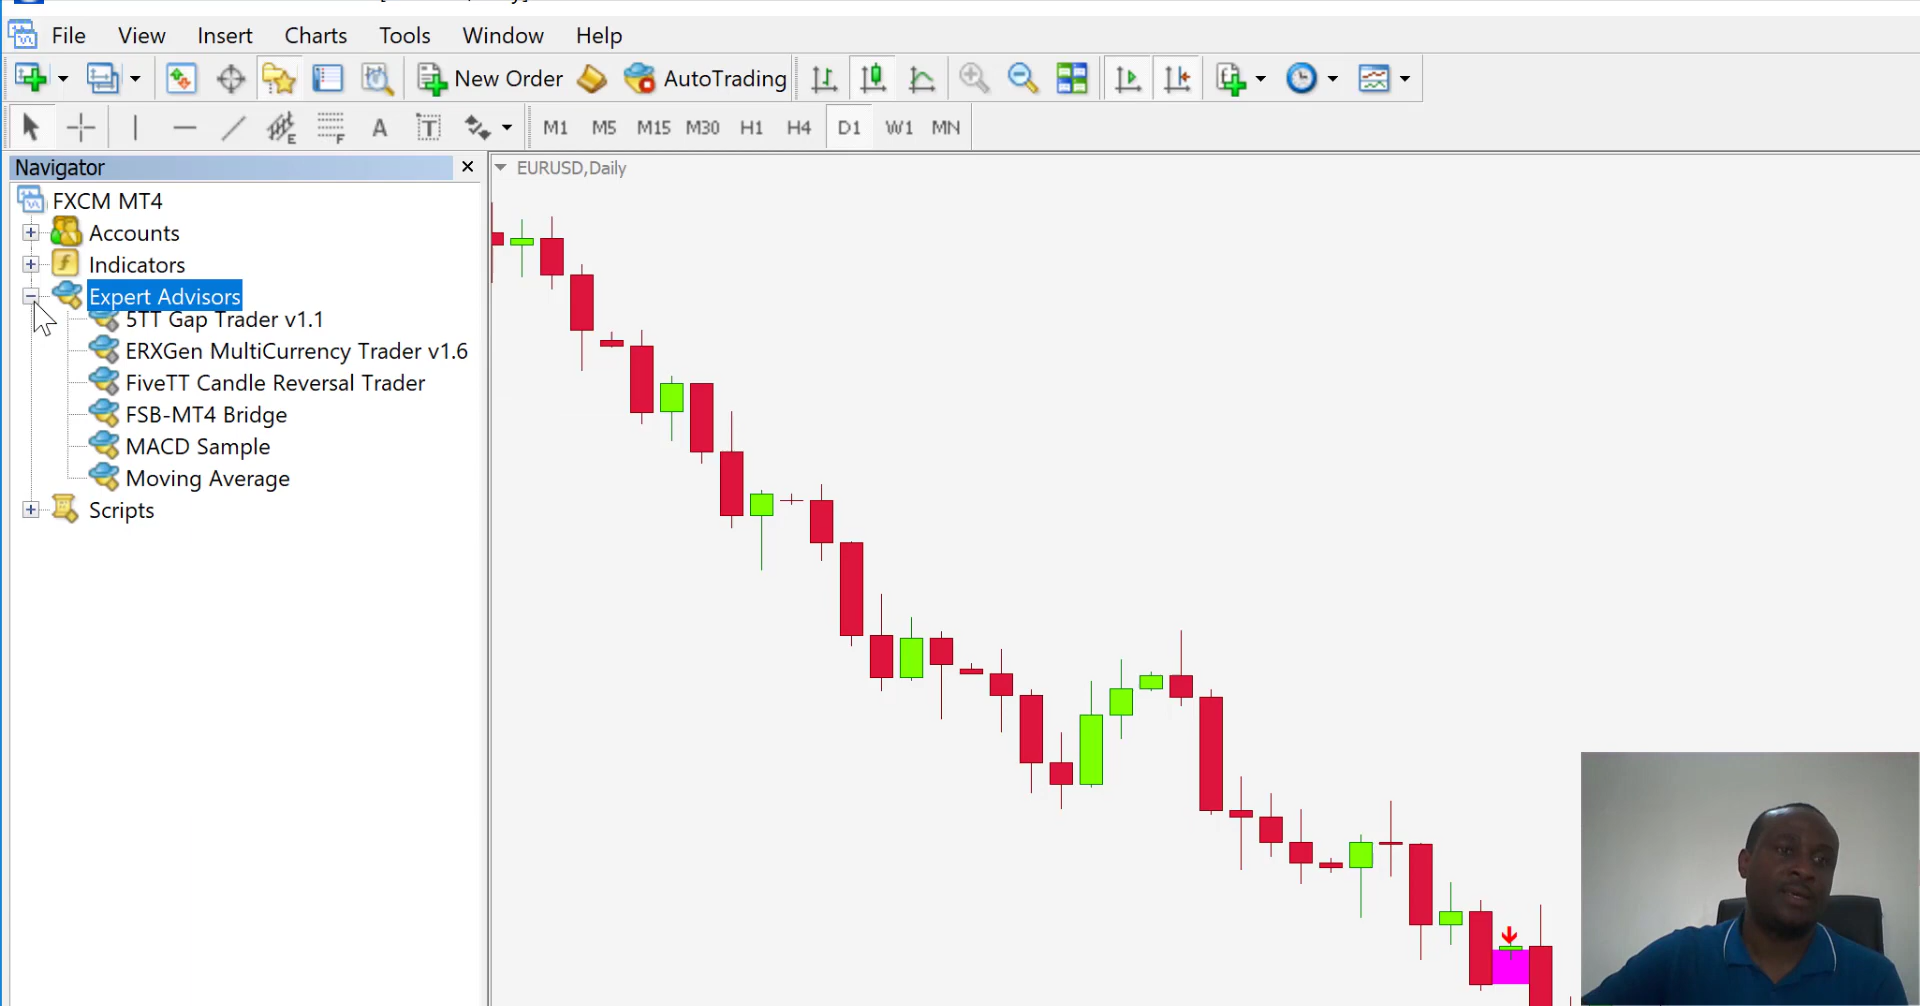 File View Insert Charts Tools Window Help
New Order AutoTrading
E F A T M1 M5 M15 M30 H1 H4 D1 W1 MN
Navigator
EURUSD,Daily
FXCM MT4
Accounts
Indicators
Expert Advisors
5TT Gap Trader v1.1
ERXGen MultiCurrency Trader v1.6
FiveTT Candle Reversal Trader
FSB-MT4 Bridge
MACD Sample
Moving Average
Scripts